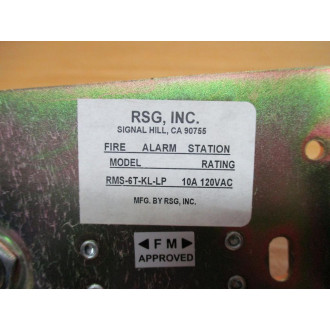 RSG, INC.
SIGNAL HILL, CA 90755
FIRE ALARM STATION
MODEL RATING
RMS-6T-KL-LP 10A 120VAC
MFG. BY RSG, INC.
◄FM►
APPROVED